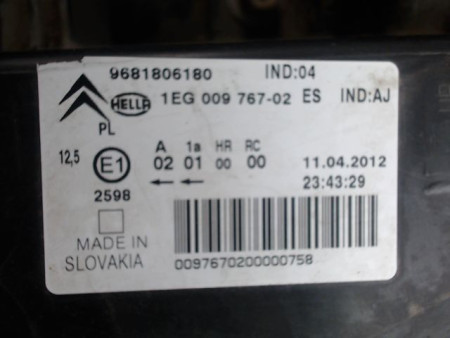 9681806180 IND:04
HELLA 1EG 009 767-02 ES IND:AJ
PL
A 1a HR RC
12,5 E1 02 01 00 00 11.04.2012
2598 23:43:29
MADE IN
SLOVAKIA
00976702000000758